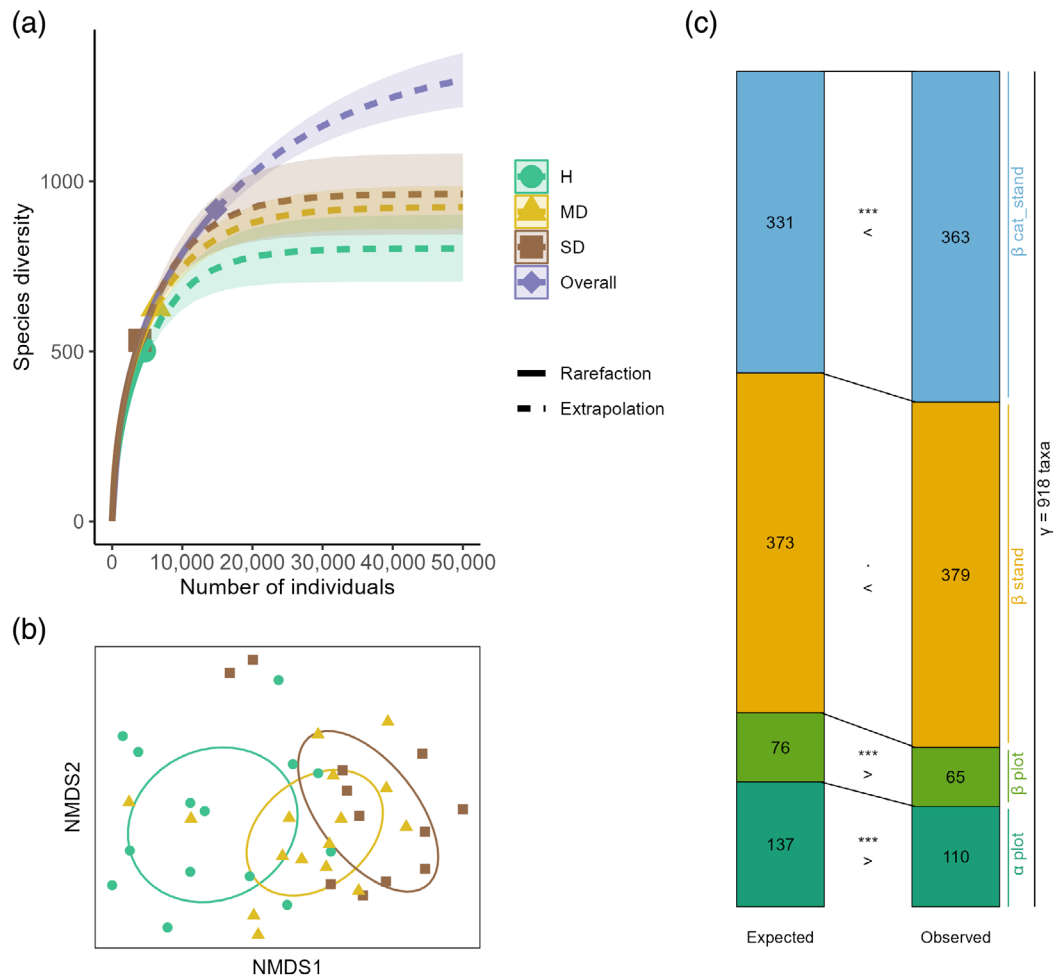 (a)
Species diversity
1000
500
0
0
10,000
20,000
30,000
40,000
50,000
Number of individuals
H
MD
SD
Overall
Rarefaction
Extrapolation
(b)
NMDS2
NMDS1
(c)
331
***
<
363
β cat_stand
373
.
<
379
β stand
γ = 918 taxa
76
***
>
65
β plot
137
***
>
110
α plot
Expected
Observed